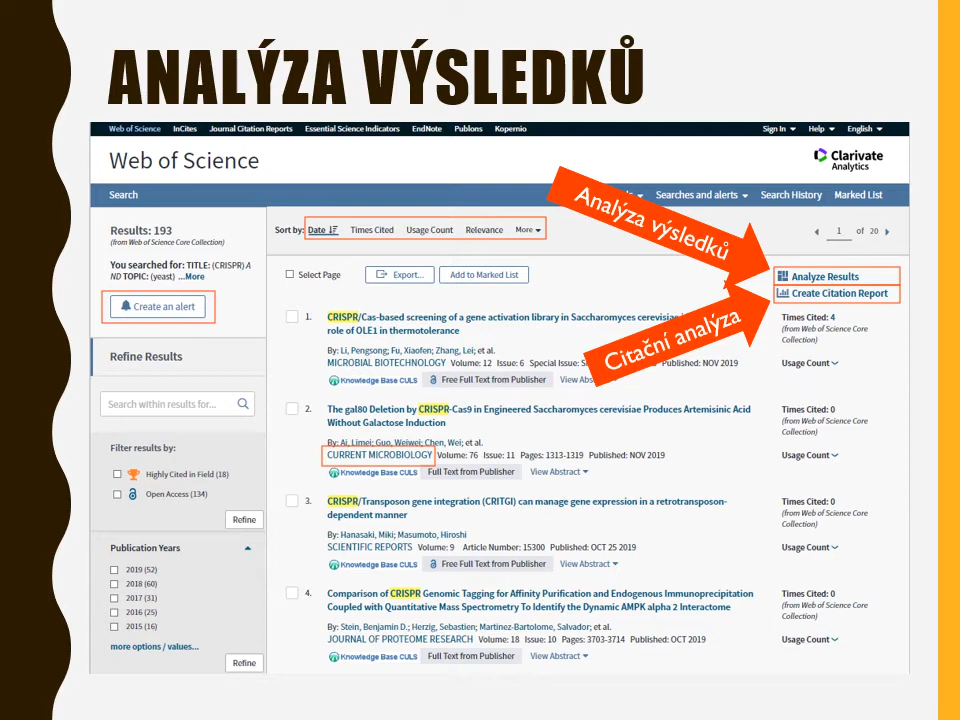 ANALÝZA VÝSLEDKŮ
Web of Science InCites Journal Citation Reports Essential Science Indicators EndNote Publons Kopernio Sign In Help English
Web of Science
Clarivate
Analytics
Search Searches and alerts Search History Marked List
Analýza výsledků
Results: 193
(from Web of Science Core Collection)
You searched for: TITLE: (CRISPR) A
ND TOPIC: (yeast) ...More
Create an alert
Refine Results
Search within results for...
Filter results by:
Highly Cited in Field (18)
Open Access (134)
Refine
Publication Years
2019 (52)
2018 (60)
2017 (31)
2016 (25)
2015 (16)
more options / values...
Refine
Sort by: Date Times Cited Usage Count Relevance More
1 of 20
Select Page Export... Add to Marked List
Analyze Results
Create Citation Report
Citační analýza
1. CRISPR/Cas-based screening of a gene activation library in Saccharomyces
role of OLE1 in thermotolerance
By: Li, Pengsong; Fu, Xiaofen; Zhang, Lei; et al.
MICROBIAL BIOTECHNOLOGY Volume: 12 Issue: 6 Special Issue: Published: NOV 2019
Knowledge Base CULS Free Full Text from Publisher View
Times Cited: 4
(from Web of Science Core
Collection)
Usage Count
2. The gal80 Deletion by CRISPR-Cas9 in Engineered Saccharomyces cerevisiae Produces Artemisinic Acid
Without Galactose Induction
By: Ai, Limei; Guo, Weiwei; Chen, Wei; et al.
CURRENT MICROBIOLOGY Volume: 76 Issue: 11 Pages: 1313-1319 Published: NOV 2019
Knowledge Base CULS Full Text from Publisher View Abstract
Times Cited: 0
(from Web of Science Core
Collection)
Usage Count
3. CRISPR/Transposon gene integration (CRITGI) can manage gene expression in a retrotransposon-
dependent manner
By: Hanasaki, Miki; Masumoto, Hiroshi
SCIENTIFIC REPORTS Volume: 9 Article Number: 15300 Published: OCT 25 2019
Knowledge Base CULS Free Full Text from Publisher View Abstract
Times Cited: 0
(from Web of Science Core
Collection)
Usage Count
4. Comparison of CRISPR Genomic Tagging for Affinity Purification and Endogenous Immunoprecipitation
Coupled with Quantitative Mass Spectrometry To Identify the Dynamic AMPK alpha 2 Interactome
By: Stein, Benjamin D.; Herzig, Sebastien; Martinez-Bartolome, Salvador; et al.
JOURNAL OF PROTEOME RESEARCH Volume: 18 Issue: 10 Pages: 3703-3714 Published: OCT 2019
Knowledge Base CULS Full Text from Publisher View Abstract
Times Cited: 0
(from Web of Science Core
Collection)
Usage Count